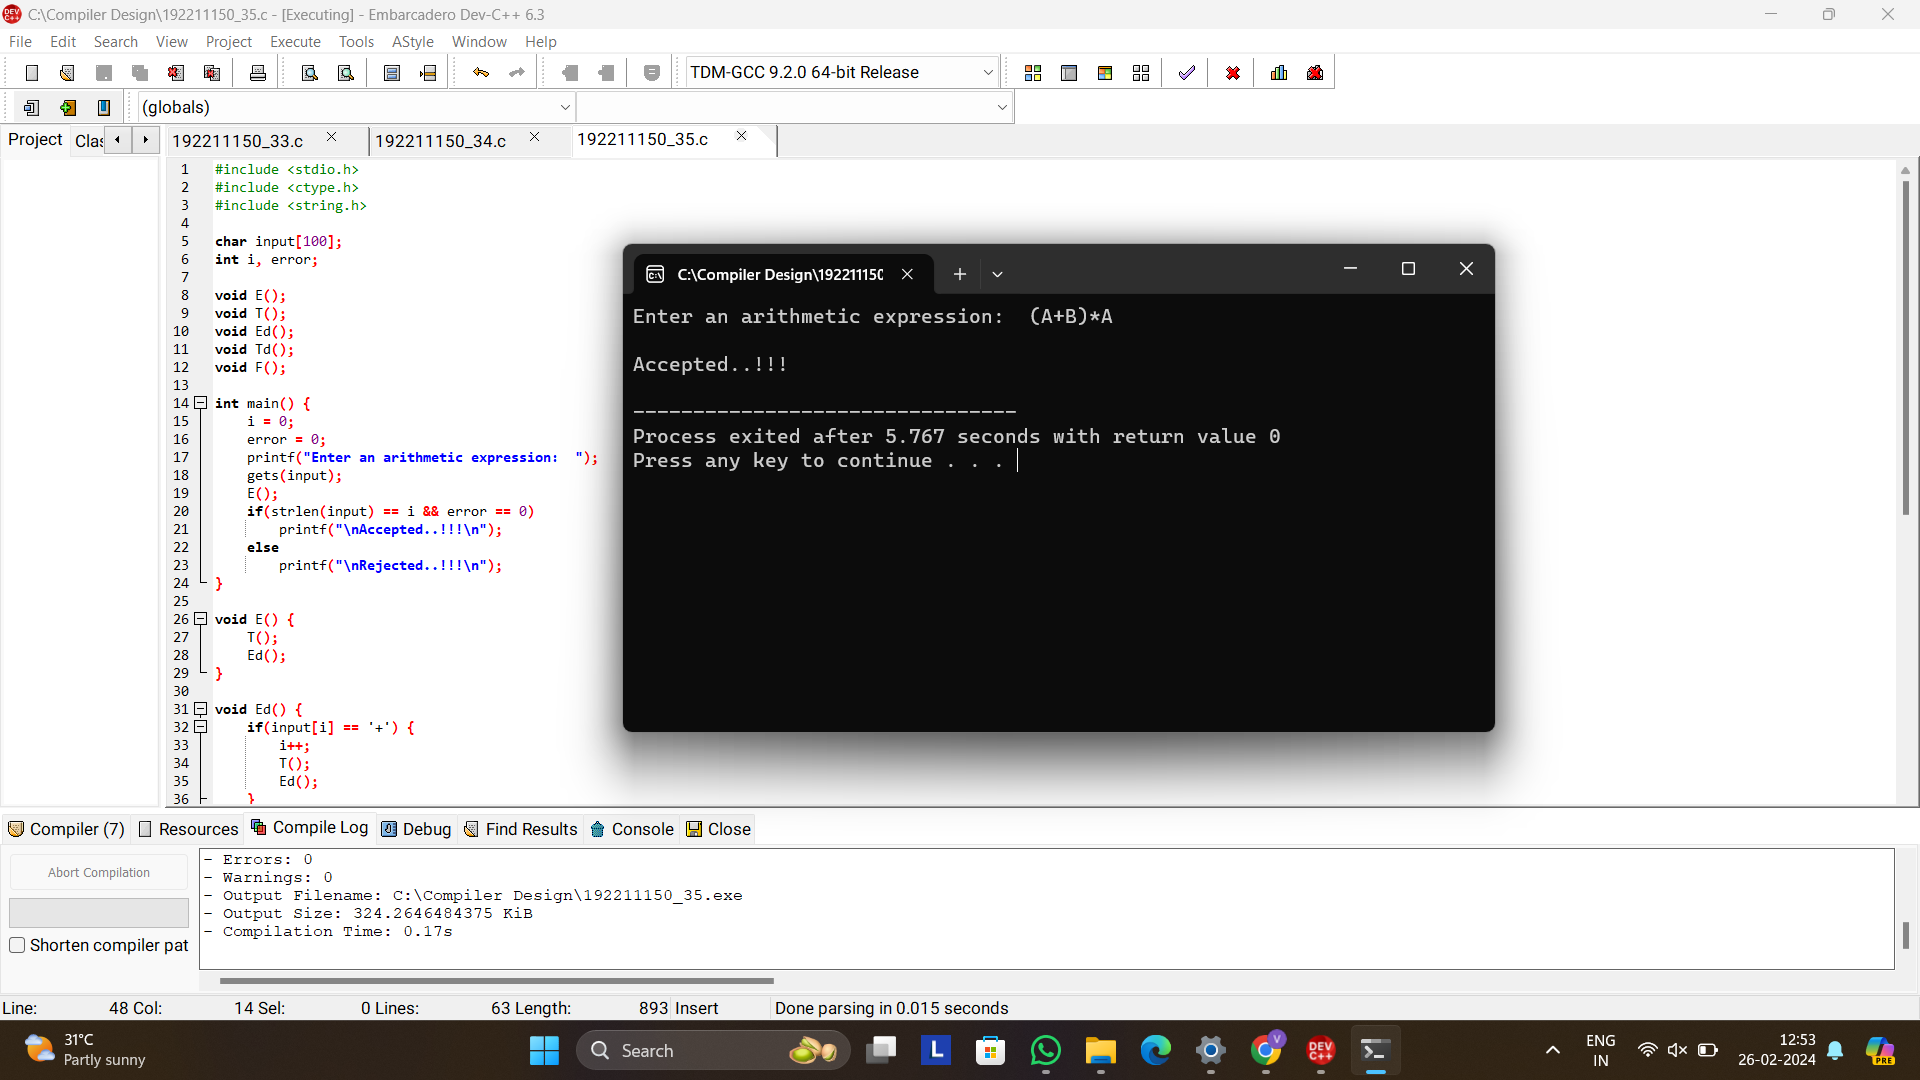 C:\Compiler Design\192211150_35.c - [Executing] - Embarcadero Dev-C++ 6.3
File Edit Search View Project Execute Tools AStyle Window Help
TDM-GCC 9.2.0 64-bit Release
(globals)
Project Clas 192211150_33.c 192211150_34.c 192211150_35.c
1 #include <stdio.h>
2 #include <ctype.h>
3 #include <string.h>
4
5 char input[100];
6 int i, error;
7
8 void E();
9 void T();
10 void Ed();
11 void Td();
12 void F();
13
14 int main() {
15 i = 0;
16 error = 0;
17 printf("Enter an arithmetic expression:  ");
18 gets(input);
19 E();
20 if(strlen(input) == i && error == 0)
21 printf("\nAccepted..!!!\n");
22 else
23 printf("\nRejected..!!!\n");
24 }
25
26 void E() {
27 T();
28 Ed();
29 }
30
31 void Ed() {
32 if(input[i] == '+') {
33 i++;
34 T();
35 Ed();
36 }
C:\Compiler Design\192211150
Enter an arithmetic expression:  (A+B)*A
Accepted..!!!
--------------------------------
Process exited after 5.767 seconds with return value 0
Press any key to continue . . .
Compiler (7) Resources Compile Log Debug Find Results Console Close
Abort Compilation
Shorten compiler pat
- Errors: 0
- Warnings: 0
- Output Filename: C:\Compiler Design\192211150_35.exe
- Output Size: 324.2646484375 KiB
- Compilation Time: 0.17s
Line: 48 Col: 14 Sel: 0 Lines: 63 Length: 893 Insert Done parsing in 0.015 seconds
31°C
Partly sunny
Search
L
DEV C++
ENG
IN
12:53
26-02-2024
PRE